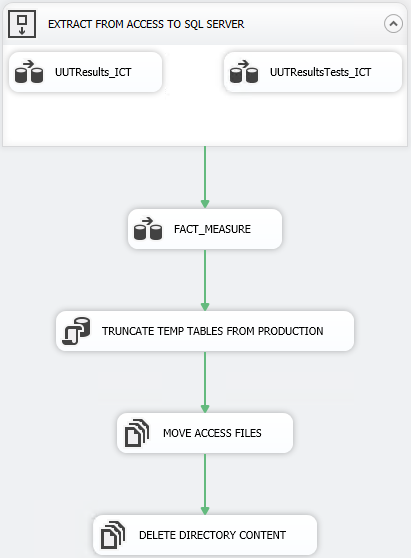 EXTRACT FROM ACCESS TO SQL SERVER
UUTResults_ICT
UUTResultsTests_ICT
FACT_MEASURE
TRUNCATE TEMP TABLES FROM PRODUCTION
MOVE ACCESS FILES
DELETE DIRECTORY CONTENT